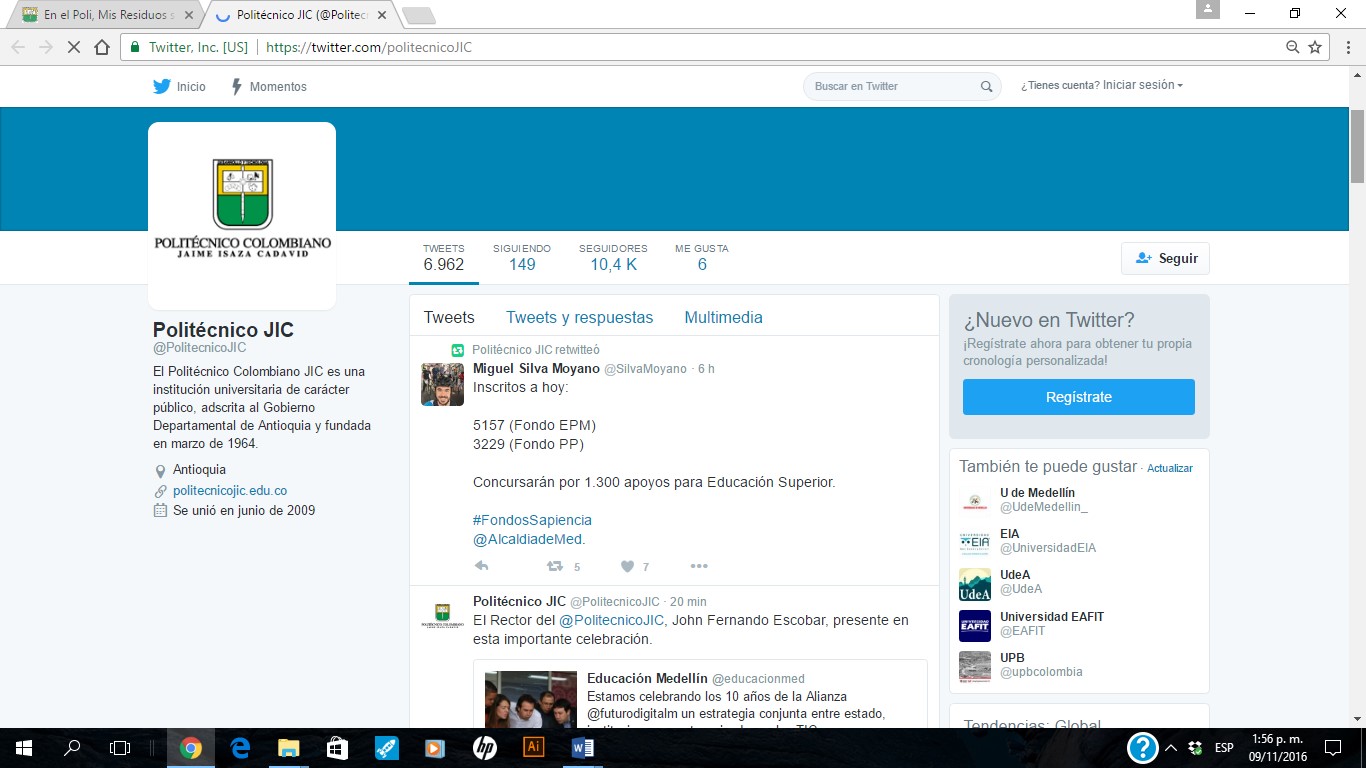 En el Poli, Mis Residuos s
Politécnico JIC (@Politecn
Twitter, Inc. [US]
https://twitter.com/politecnicoJIC
Inicio
Momentos
Buscar en Twitter
¿Tienes cuenta? Iniciar sesión
POLITÉCNICO COLOMBIANO
JAIME ISAZA CADAVID
TWEETS
6.962
SIGUIENDO
149
SEGUIDORES
10,4 K
ME GUSTA
6
Seguir
Politécnico JIC
@PolitecnicoJIC
El Politécnico Colombiano JIC es una
institución universitaria de carácter
público, adscrita al Gobierno
Departamental de Antioquia y fundada
en marzo de 1964.
Antioquia
politecnicojic.edu.co
Se unió en junio de 2009
Tweets
Tweets y respuestas
Multimedia
Politécnico JIC retwitteó
Miguel Silva Moyano @SilvaMoyano · 6 h
Inscritos a hoy:
5157 (Fondo EPM)
3229 (Fondo PP)
Concursarán por 1.300 apoyos para Educación Superior.
#FondosSapiencia
@AlcaldiadeMed.
5
7
Politécnico JIC @PolitecnicoJIC · 20 min
El Rector del @PolitecnicoJIC, John Fernando Escobar, presente en
esta importante celebración.
Educación Medellín @educacionmed
Estamos celebrando los 10 años de la Alianza
@futurodigitalm un estrategia conjunta entre estado,
¿Nuevo en Twitter?
¡Regístrate ahora para obtener tu propia
cronología personalizada!
Regístrate
También te puede gustar · Actualizar
U de Medellín
@UdeMedellin_
EIA
@UniversidadEIA
UdeA
@UdeA
Universidad EAFIT
@EAFIT
UPB
@upbcolombia
Tendencias: Global
ESP
1:56 p. m.
09/11/2016